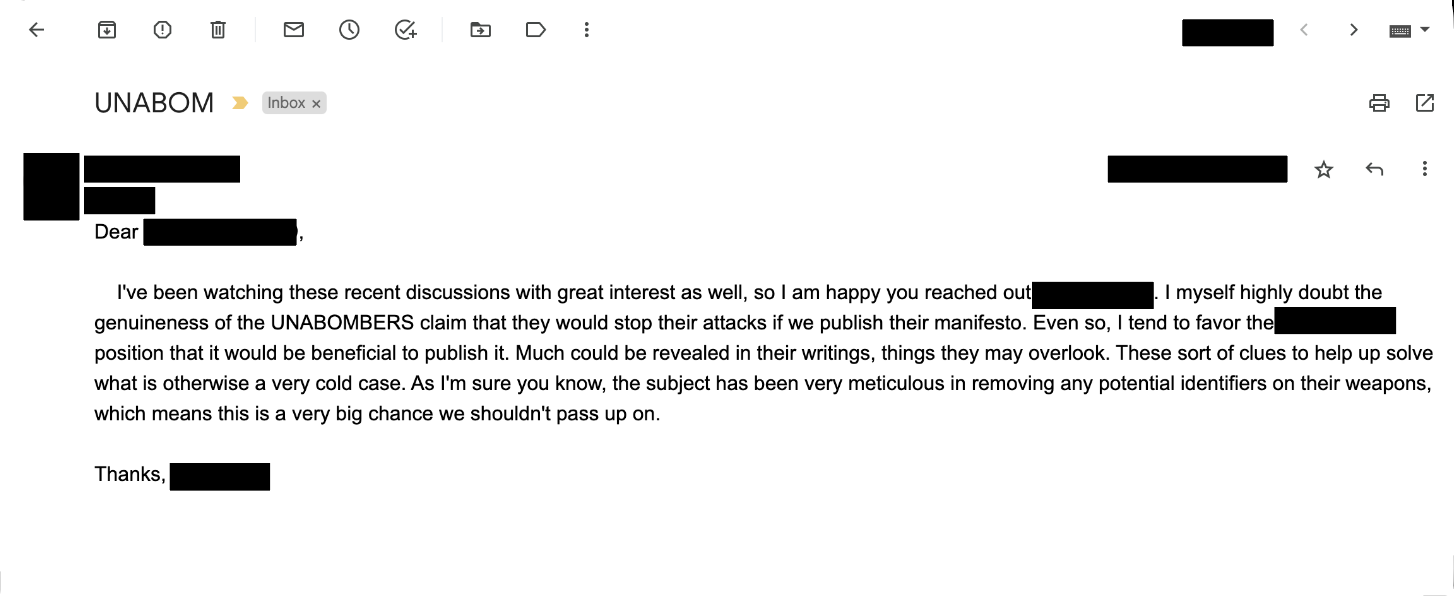 UNABOM Inbox ×
Dear ,
I've been watching these recent discussions with great interest as well, so I am happy you reached out . I myself highly doubt the
genuineness of the UNABOMBERS claim that they would stop their attacks if we publish their manifesto. Even so, I tend to favor the
position that it would be beneficial to publish it. Much could be revealed in their writings, things they may overlook. These sort of clues to help up solve
what is otherwise a very cold case. As I'm sure you know, the subject has been very meticulous in removing any potential identifiers on their weapons,
which means this is a very big chance we shouldn't pass up on.
Thanks,